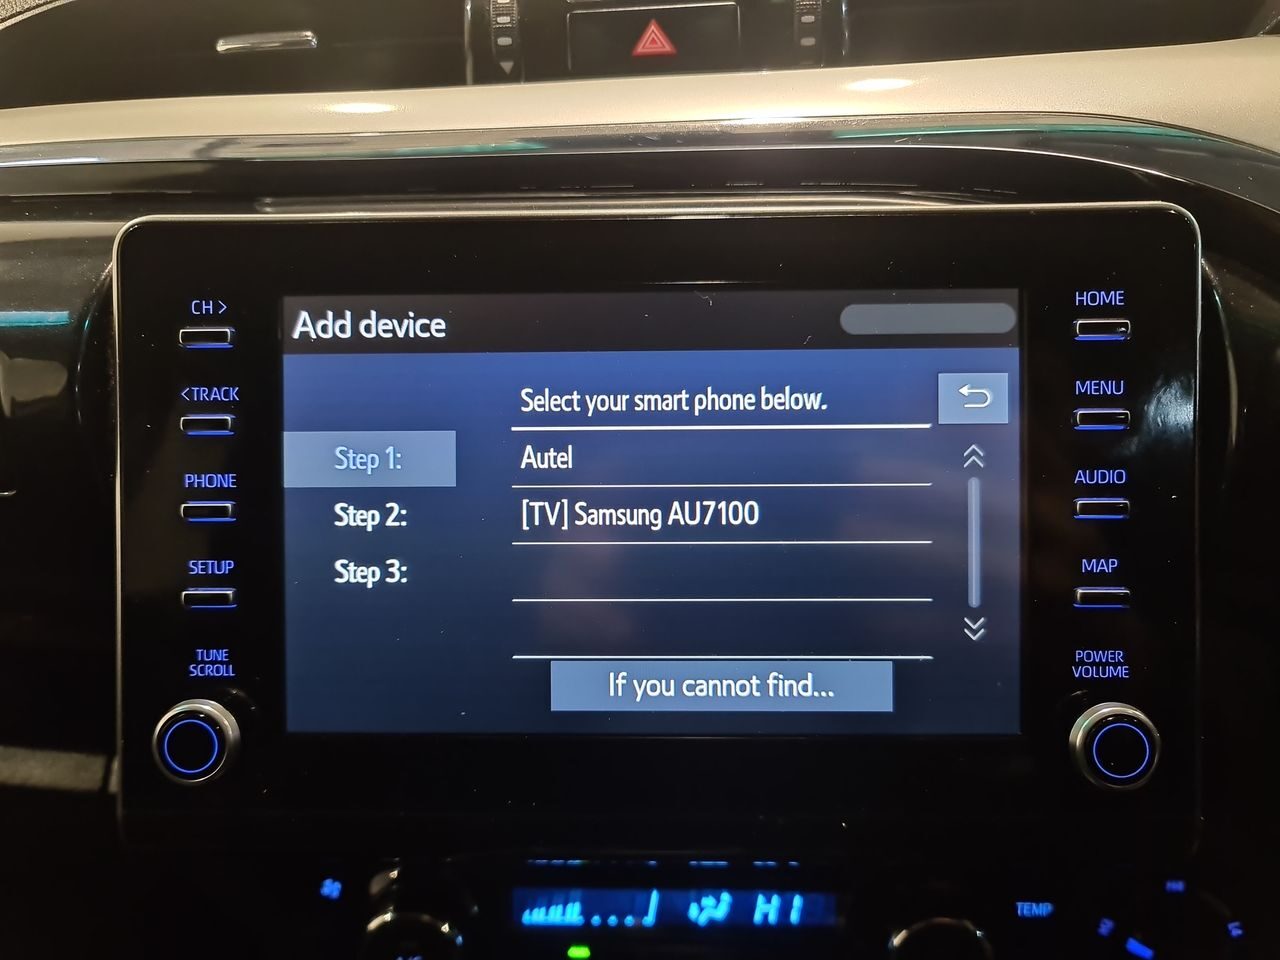 CH >
<TRACK
PHONE
SETUP
TUNE
SCROLL
Add device
Select your smart phone below.
Step 1:
Autel
Step 2:
[TV] Samsung AU7100
Step 3:
If you cannot find...
HOME
MENU
AUDIO
MAP
POWER
VOLUME
HI
TEMP